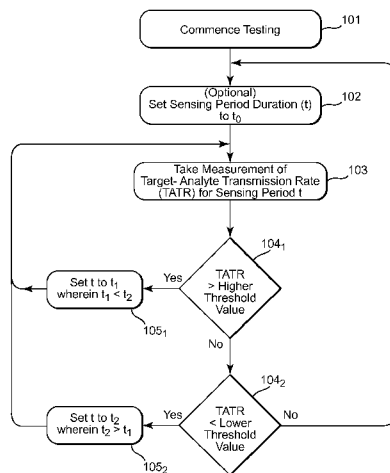 101
Commence Testing
(Optional)
Set Sensing Period Duration (t)
to t0
102
Take Measurement of
Target- Analyte Transmission Rate
(TATR) for Sensing Period t
103
1041
TATR
> Higher
Threshold
Value
Yes
Set t to t1
wherein t1 < t2
1051
No
1042
TATR
< Lower
Threshold
Value
Yes
No
Set t to t2
wherein t2 > t1
1052